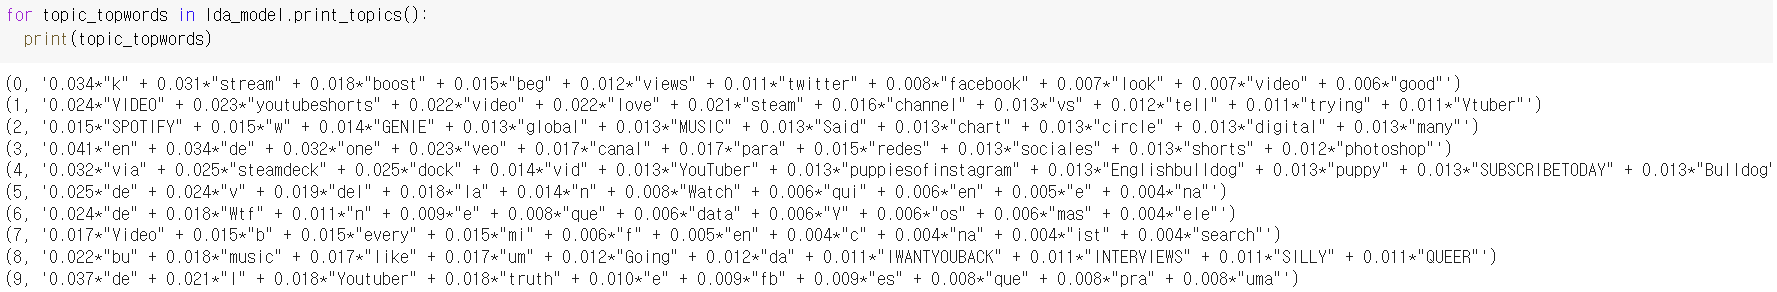 for topic_topwords in lda_model.print_topics():
  print(topic_topwords)
(0, '0.034*"k" + 0.031*"stream" + 0.018*"boost" + 0.015*"beg" + 0.012*"views" + 0.011*"twitter" + 0.008*"facebook" + 0.007*"look" + 0.007*"video" + 0.006*"good"')
(1, '0.024*"VIDEO" + 0.023*"youtubeshorts" + 0.022*"video" + 0.022*"love" + 0.021*"steam" + 0.016*"channel" + 0.013*"vs" + 0.012*"tell" + 0.011*"trying" + 0.011*"Vtuber"')
(2, '0.015*"SPOTIFY" + 0.015*"w" + 0.014*"GENIE" + 0.013*"global" + 0.013*"MUSIC" + 0.013*"Said" + 0.013*"chart" + 0.013*"circle" + 0.013*"digital" + 0.013*"many"')
(3, '0.041*"en" + 0.034*"de" + 0.032*"one" + 0.023*"veo" + 0.017*"canal" + 0.017*"para" + 0.015*"redes" + 0.013*"sociales" + 0.013*"shorts" + 0.012*"photoshop"')
(4, '0.032*"via" + 0.025*"steamdeck" + 0.025*"dock" + 0.014*"vid" + 0.013*"YouTuber" + 0.013*"puppiesofinstagram" + 0.013*"Englishbulldog" + 0.013*"puppy" + 0.013*"SUBSCRIBETODAY" + 0.013*"Bulldog"
(5, '0.025*"de" + 0.024*"v" + 0.019*"del" + 0.018*"la" + 0.014*"n" + 0.008*"Watch" + 0.006*"qui" + 0.006*"en" + 0.005*"e" + 0.004*"na"')
(6, '0.024*"de" + 0.018*"Wtf" + 0.011*"n" + 0.009*"e" + 0.008*"que" + 0.006*"data" + 0.006*"Y" + 0.006*"os" + 0.006*"mas" + 0.004*"ele"')
(7, '0.017*"Video" + 0.015*"b" + 0.015*"every" + 0.015*"mi" + 0.006*"f" + 0.005*"en" + 0.004*"c" + 0.004*"na" + 0.004*"ist" + 0.004*"search"')
(8, '0.022*"bu" + 0.018*"music" + 0.017*"like" + 0.017*"um" + 0.012*"Going" + 0.012*"da" + 0.011*"IWANTYOUBACK" + 0.011*"INTERVIEWS" + 0.011*"SILLY" + 0.011*"QUEER"')
(9, '0.037*"de" + 0.021*"I" + 0.018*"Youtuber" + 0.018*"truth" + 0.010*"e" + 0.009*"fb" + 0.009*"es" + 0.008*"que" + 0.008*"pra" + 0.008*"uma"')